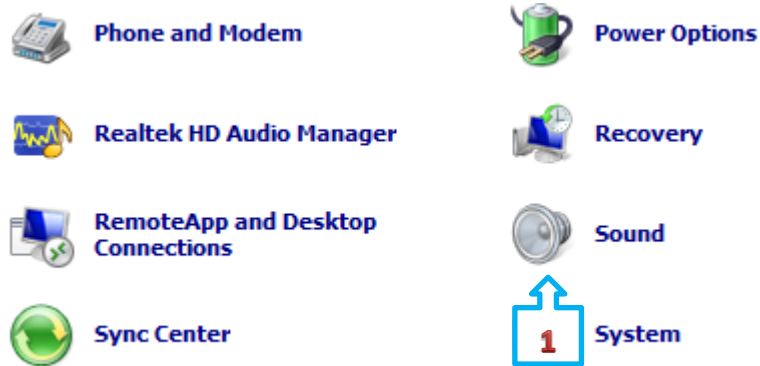 Phone and Modem
Power Options
Realtek HD Audio Manager
Recovery
RemoteApp and Desktop
Connections
Sound
Sync Center
1
System